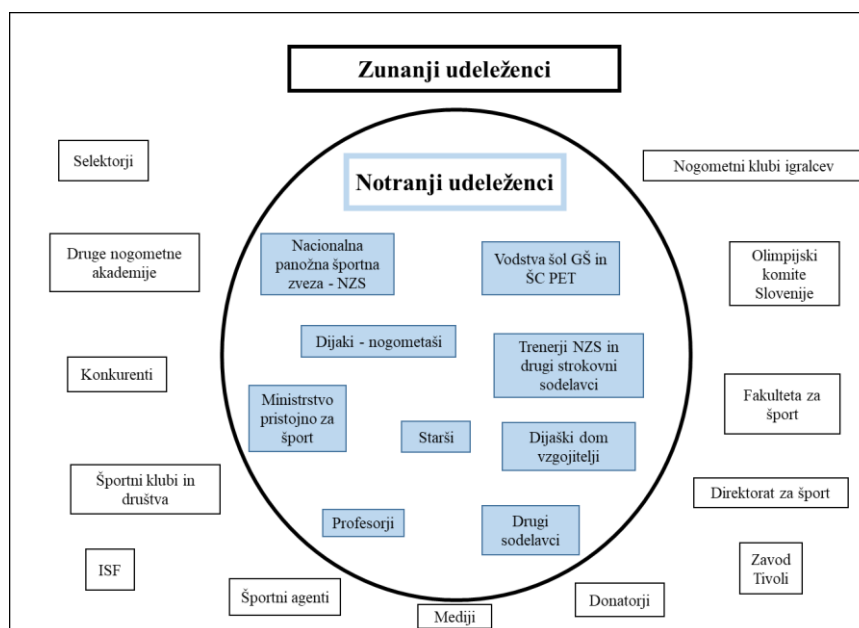 Zunanji udeleženci
Selektorji
Nogometni klubi igralcev
Notranji udeleženci
Druge nogometne
akademije
Nacionalna
panožna športna
zveza - NZS
Vodstva šol GŠ in
ŠC PET
Olimpijski
komite
Slovenije
Dijaki - nogometaši
Trenerji NZS in
drugi strokovni
sodelavci
Konkurenti
Ministrstvo
pristojno za
šport
Starši
Dijaški dom
vzgojitelji
Fakulteta za
šport
Športni klubi in
društva
Direktorat za šport
Profesorji
Drugi
sodelavci
ISF
Zavod
Tivoli
Športni agenti
Mediji
Donatorji